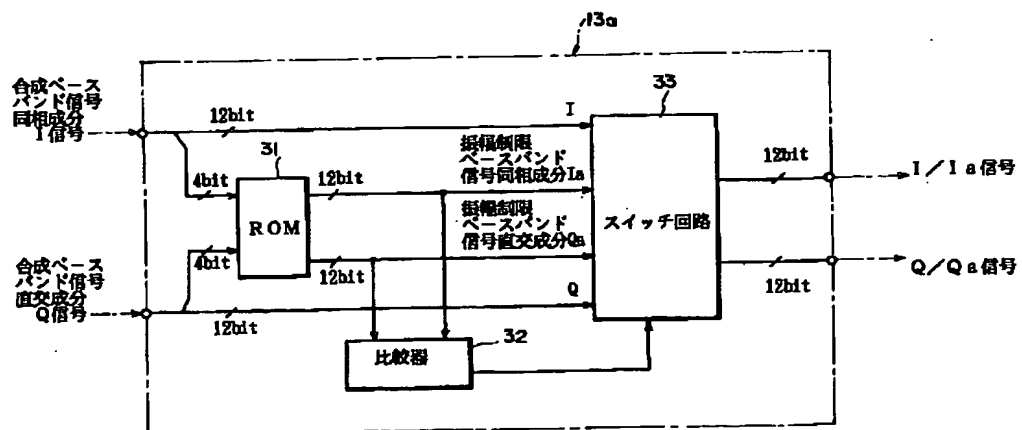 13a
合成ベース
バンド信号
同相成分
I信号
12bit
I
33
31
4bit
ROM
12bit
振幅制限
ベースバンド
信号同相成分Ia
12bit
I/Ia信号
スイッチ回路
振幅制限
ベースバンド
信号直交成分Qa
4bit
12bit
合成ベース
バンド信号
直交成分
Q信号
12bit
Q
12bit
Q/Qa信号
比較器
32